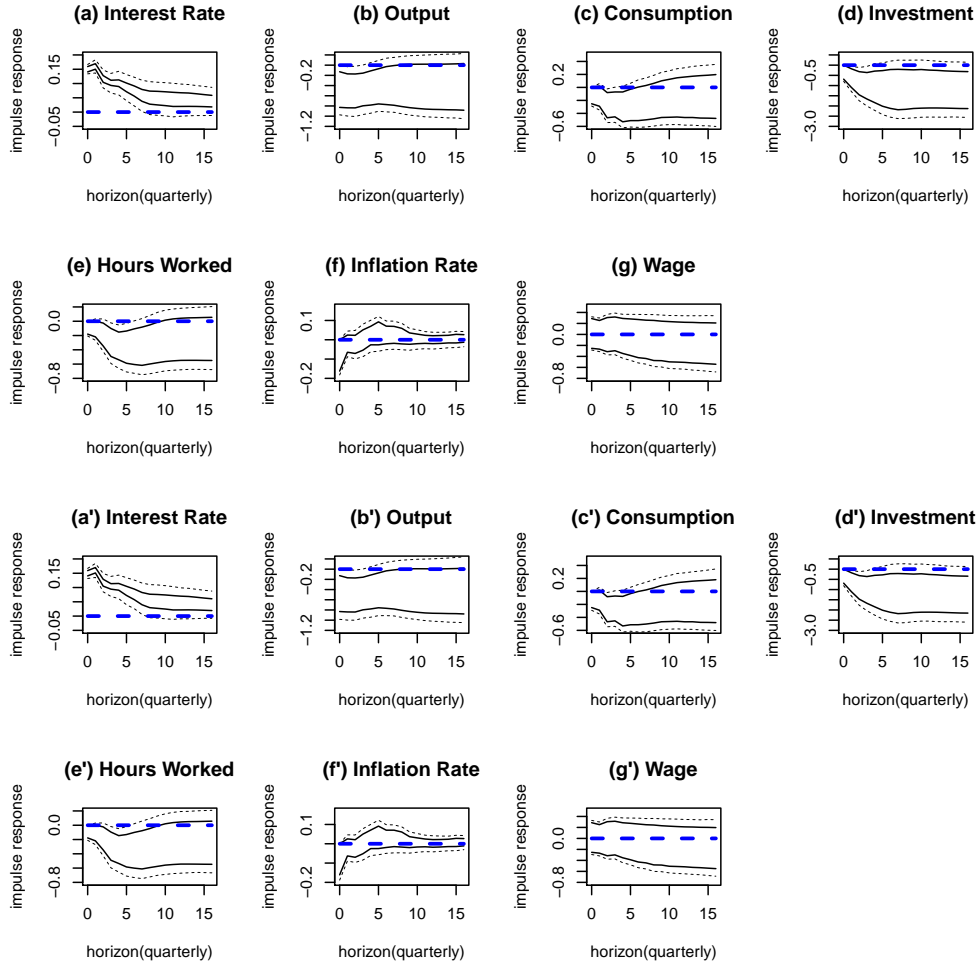 (a) Interest Rate
impulse response
0.15
−0.05
0 5 10 15
horizon(quarterly)
(b) Output
impulse response
−0.2
−1.2
0 5 10 15
horizon(quarterly)
(c) Consumption
impulse response
0.2
−0.6
0 5 10 15
horizon(quarterly)
(d) Investment
impulse response
−0.5
−3.0
0 5 10 15
horizon(quarterly)
(e) Hours Worked
impulse response
0.0
−0.8
0 5 10 15
horizon(quarterly)
(f) Inflation Rate
impulse response
0.1
−0.2
0 5 10 15
horizon(quarterly)
(g) Wage
impulse response
0.0
−0.8
0 5 10 15
horizon(quarterly)
(a') Interest Rate
impulse response
0.15
−0.05
0 5 10 15
horizon(quarterly)
(b') Output
impulse response
−0.2
−1.2
0 5 10 15
horizon(quarterly)
(c') Consumption
impulse response
0.2
−0.6
0 5 10 15
horizon(quarterly)
(d') Investment
impulse response
−0.5
−3.0
0 5 10 15
horizon(quarterly)
(e') Hours Worked
impulse response
0.0
−0.8
0 5 10 15
horizon(quarterly)
(f') Inflation Rate
impulse response
0.1
−0.2
0 5 10 15
horizon(quarterly)
(g') Wage
impulse response
0.0
−0.8
0 5 10 15
horizon(quarterly)